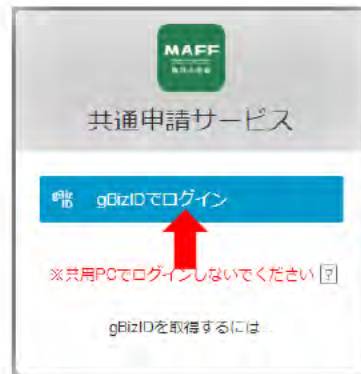 MAFF
共通申請サービス
gBizIDでログイン
※共用PCでログインしないでください ?
gBizIDを取得するには